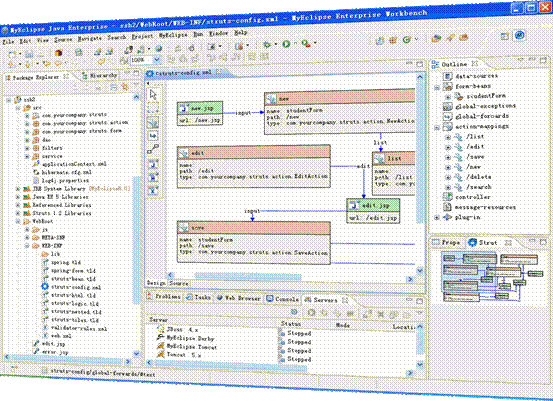 MyEclipse Java Enterprise - ssh2/WebRoot/WEB-INF/struts-config.xml - MyEclipse Enterprise Workbench
File Edit View Source Navigate Search Project MyEclipse Run Window Help
100%
Package Explorer
Hierarchy
ssh2
src
com.yourcompany.struts
com.yourcompany.struts.action
com.yourcompany.struts.form
dao
filters
service
applicationContext.xml
hibernate.cfg.xml
log4j.properties
JRE System Library
Java EE 5 Libraries
Referenced Libraries
Struts 1.2 Libraries
WebRoot
js
META-INF
WEB-INF
lib
spring.tld
spring-form.tld
struts-bean.tld
struts-config.xml
struts-html.tld
struts-logic.tld
struts-nested.tld
struts-tiles.tld
validator-rules.xml
web.xml
edit.jsp
error.jsp
struts-config.xml
new.jsp
url: /new.jsp
input
new
name studentForm
path /new
type com.yourcompany.struts.action.NewAction
list
edit
name
path /edit
type com.yourcompany.struts.action.EditAction
edit
list
name
path /list
type com.yourcompany.st
edit.jsp
url: /edit.jsp
input
save
name studentForm
path /save
type com.yourcompany.struts.action.SaveAction
Design Source
Problems Tasks Web Browser Console Servers
Server Status Mode Locatio
JBoss 4.x Stopped
MyEclipse Derby Stopped
MyEclipse Tomcat Stopped
Tomcat 5.x Stopped
Outline
data-sources
form-beans
studentForm
global-exceptions
global-forwards
action-mappings
/list
/edit
/save
/new
/delete
/search
controller
message-resources
plug-in
Prope Strut
struts-config/global-forwards/#text